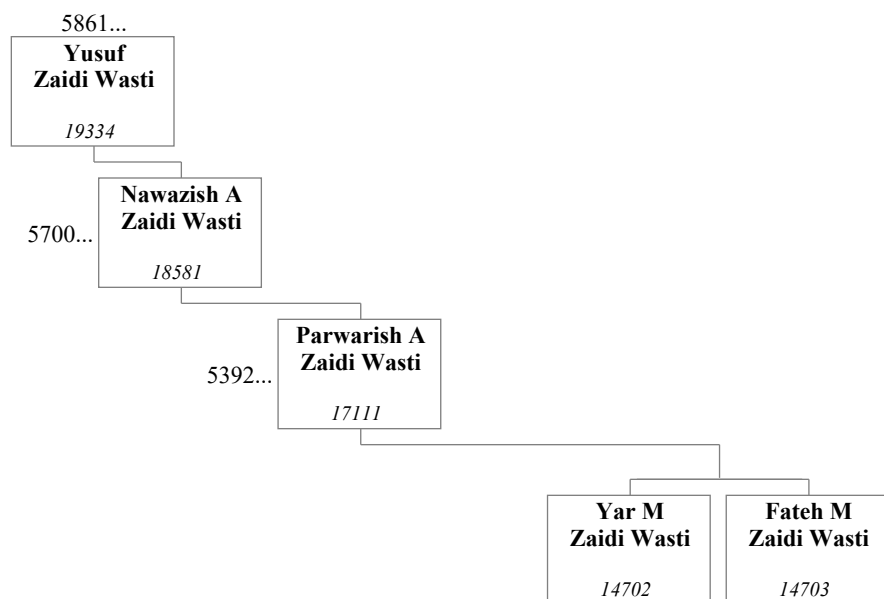 5861...
Yusuf
Zaidi Wasti
19334
Nawazish A
Zaidi Wasti
5700...
18581
Parwarish A
Zaidi Wasti
5392...
17111
Yar M
Zaidi Wasti
14702
Fateh M
Zaidi Wasti
14703